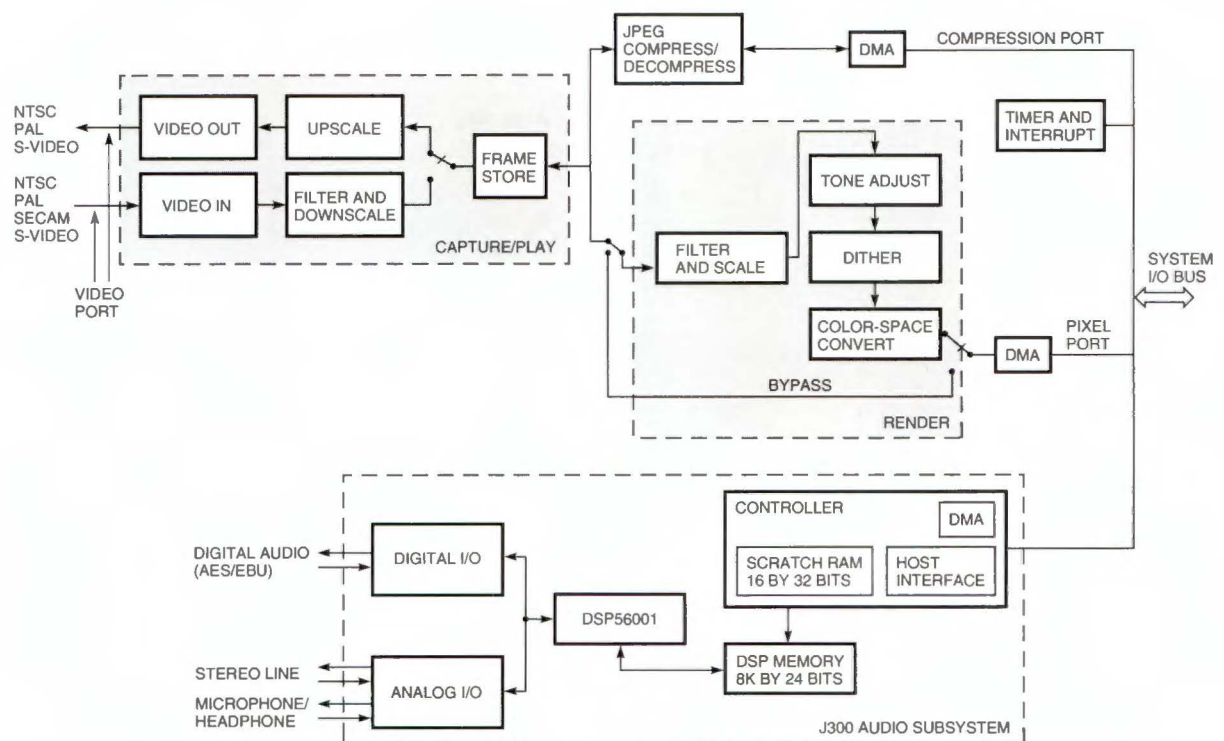 JPEG
COMPRESS/
DECOMPRESS
DMA
COMPRESSION PORT
NTSC
PAL
S-VIDEO
VIDEO OUT
UPSCALE
FRAME
STORE
TIMER AND
INTERRUPT
NTSC
PAL
SECAM
S-VIDEO
VIDEO IN
FILTER AND
DOWNSCALE
CAPTURE/PLAY
VIDEO
PORT
TONE ADJUST
FILTER
AND SCALE
DITHER
COLOR-SPACE
CONVERT
BYPASS
RENDER
DMA
PIXEL
PORT
SYSTEM
I/O BUS
CONTROLLER
DMA
SCRATCH RAM
16 BY 32 BITS
HOST
INTERFACE
DIGITAL AUDIO
(AES/EBU)
DIGITAL I/O
DSP56001
DSP MEMORY
8K BY 24 BITS
STEREO LINE
MICROPHONE/
HEADPHONE
ANALOG I/O
J300 AUDIO SUBSYSTEM